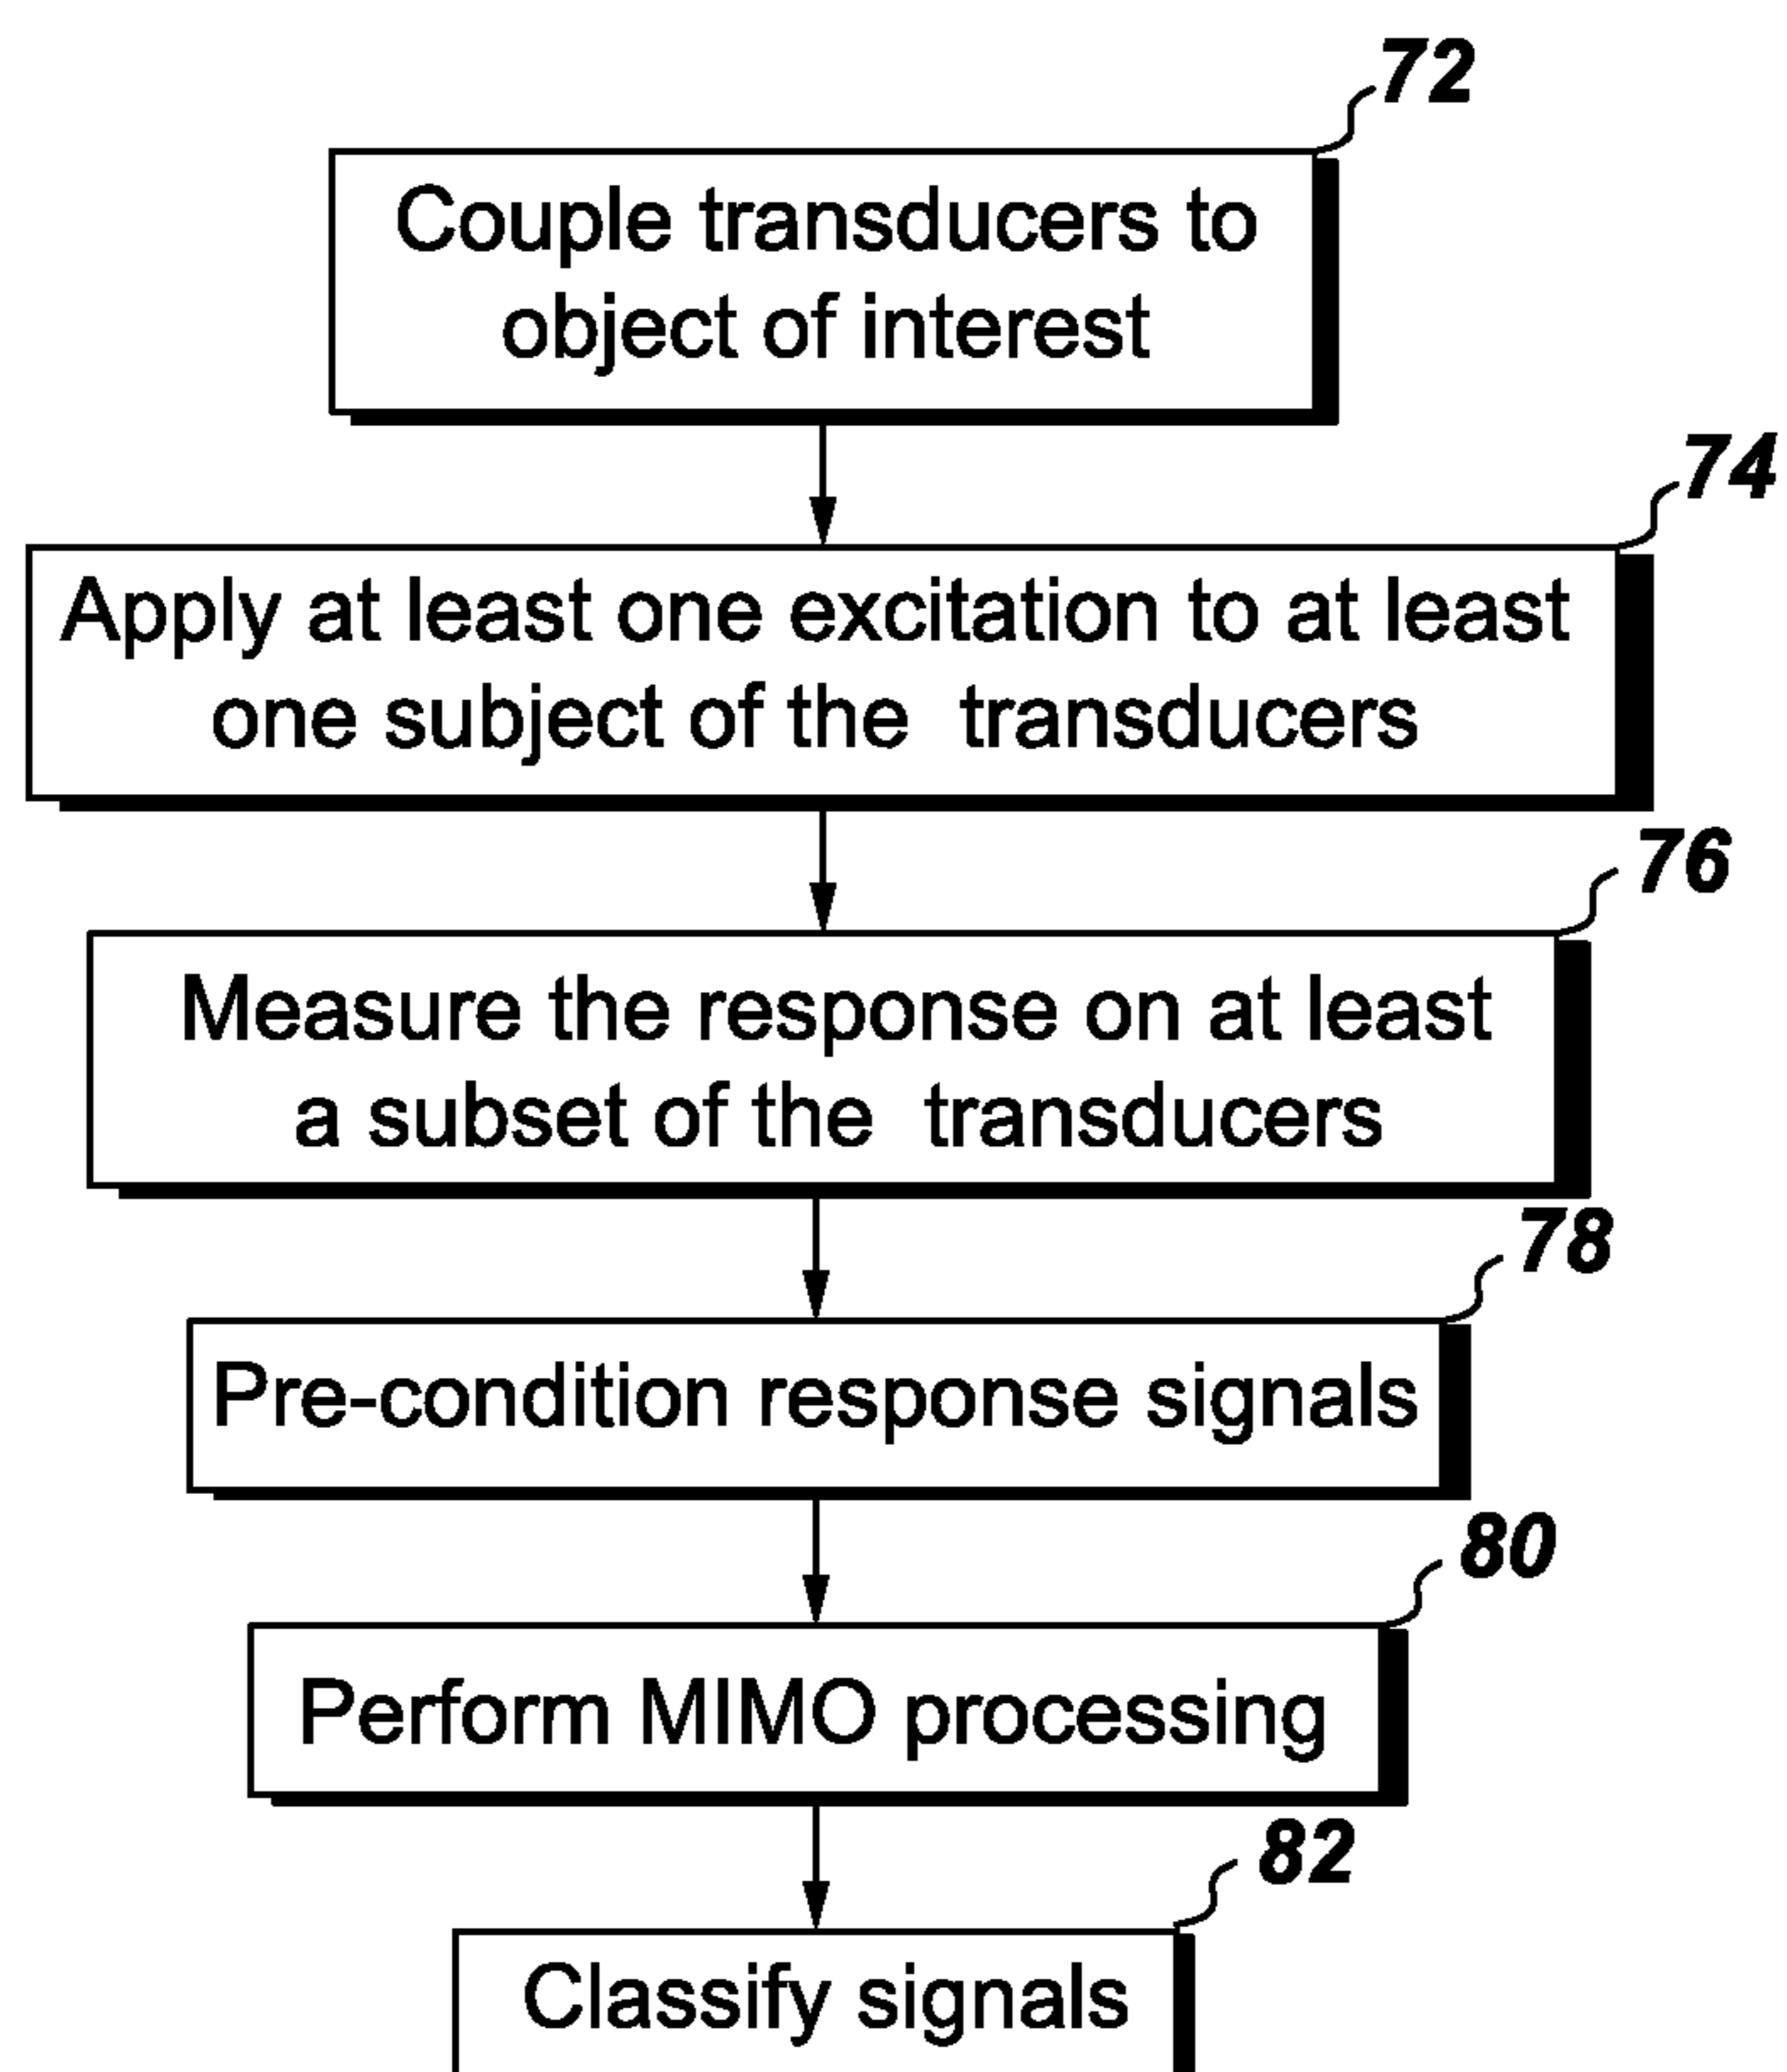 72
Couple transducers to
object of interest
74
Apply at least one excitation to at least
one subject of the transducers
76
Measure the response on at least
a subset of the transducers
78
Pre-condition response signals
80
Perform MIMO processing
82
Classify signals